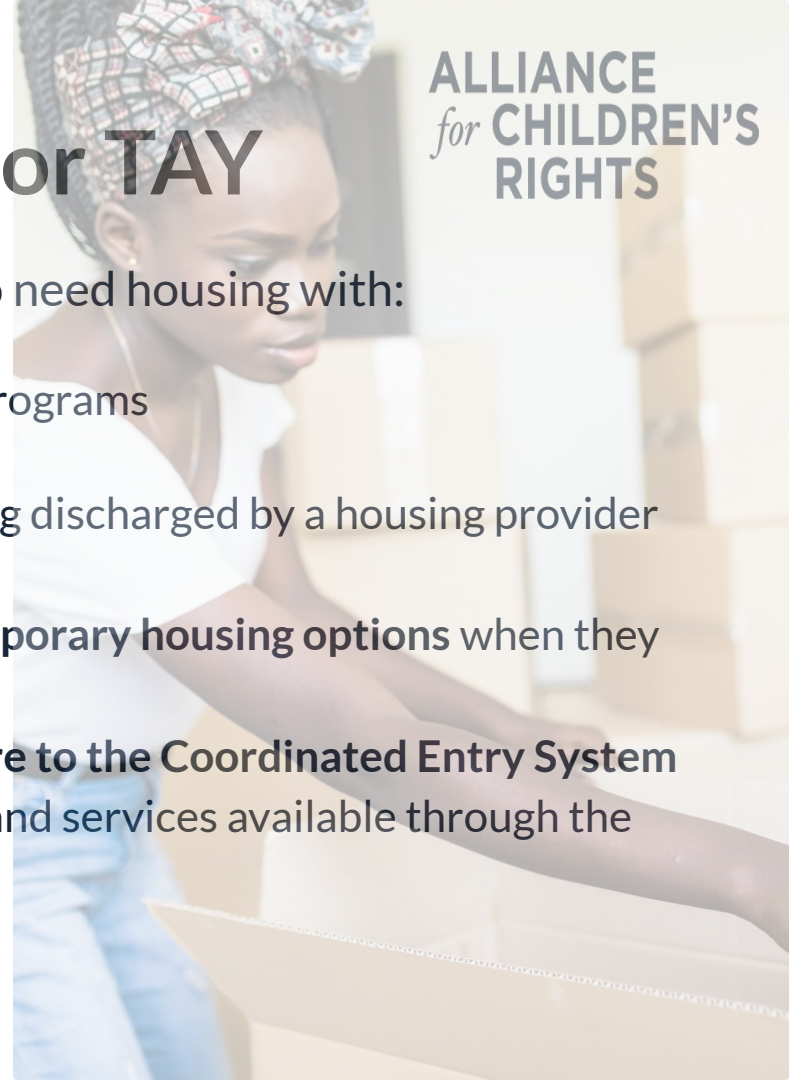 ALLIANCE
for CHILDREN'S
RIGHTS
or TAY
need housing with:
rograms
g discharged by a housing provider
porary housing options when they
re to the Coordinated Entry System
nd services available through the